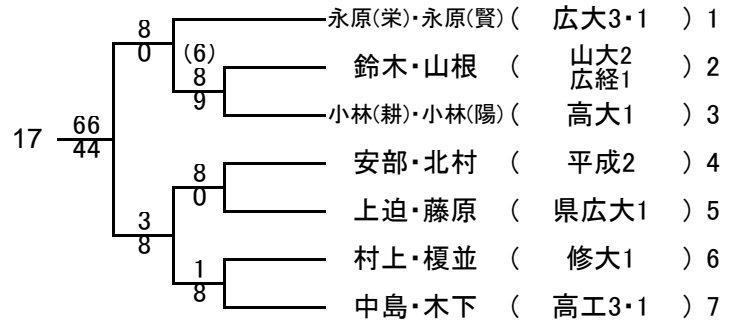 永原(栄)・永原(賢) ( 広大3・1 ) 1
8
0
(6)
鈴木・山根 ( 山大2 広経1 ) 2
8
9
小林(耕)・小林(陽) ( 高大1 ) 3
17
66
44
安部・北村 ( 平成2 ) 4
8
0
上迫・藤原 ( 県広大1 ) 5
3
8
村上・榎並 ( 修大1 ) 6
1
8
中島・木下 ( 高工3・1 ) 7